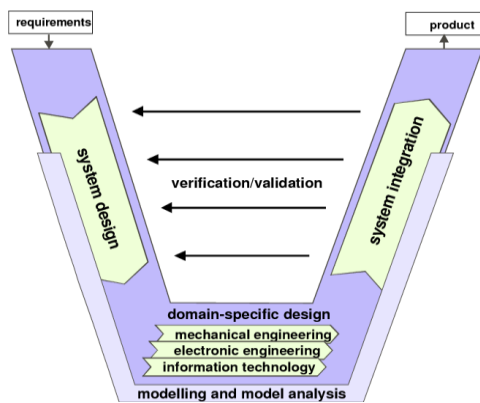 requirements
product
system design
system integration
verification/validation
domain-specific design
mechanical engineering
electronic engineering
information technology
modelling and model analysis